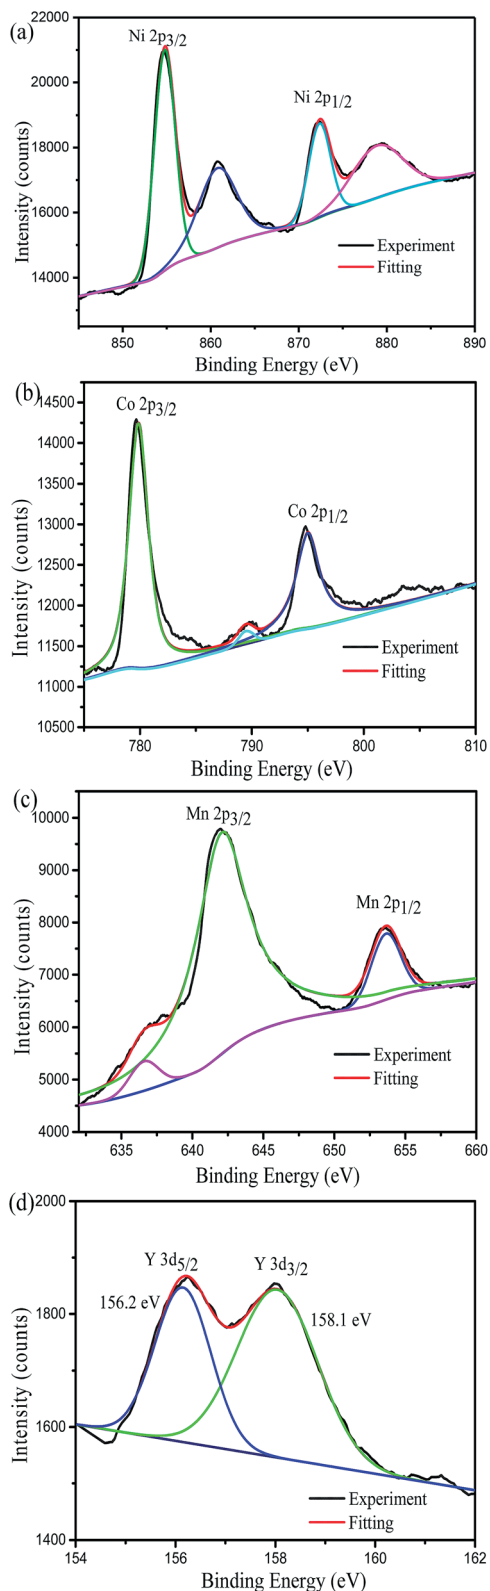 (a)
22000
20000
18000
16000
14000
Intensity (counts)
Ni 2p3/2
Ni 2p1/2
Experiment
Fitting
850 860 870 880 890
Binding Energy (eV)
(b)
14500
14000
13500
13000
12500
12000
11500
11000
10500
Intensity (counts)
Co 2p3/2
Co 2p1/2
Experiment
Fitting
780 790 800 810
Binding Energy (eV)
(c)
10000
9000
8000
7000
6000
5000
4000
Intensity (counts)
Mn 2p3/2
Mn 2p1/2
Experiment
Fitting
635 640 645 650 655 660
Binding Energy (eV)
(d)
2000
1800
1600
1400
Intensity (counts)
Y 3d5/2
Y 3d3/2
156.2 eV
158.1 eV
Experiment
Fitting
154 156 158 160 162
Binding Energy (eV)